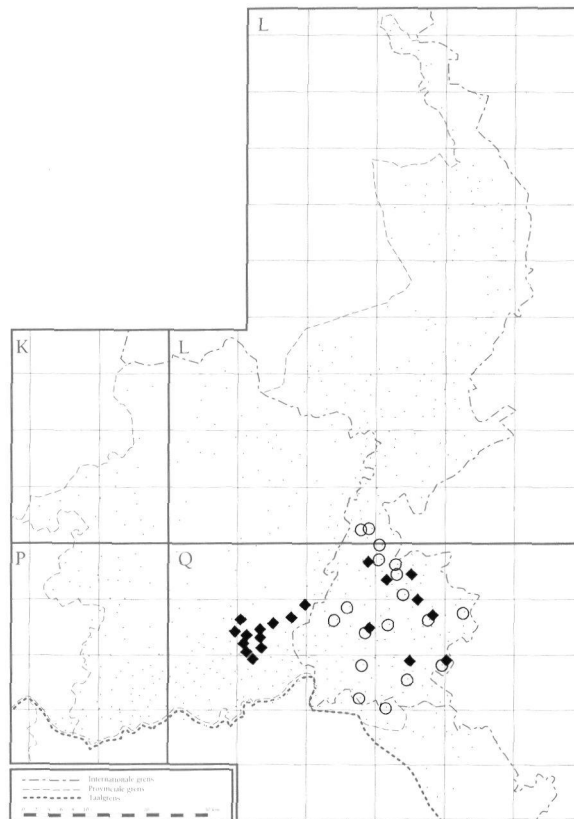 L
K L
P Q
Internationale grens
Provinciale grens
Taalgrens